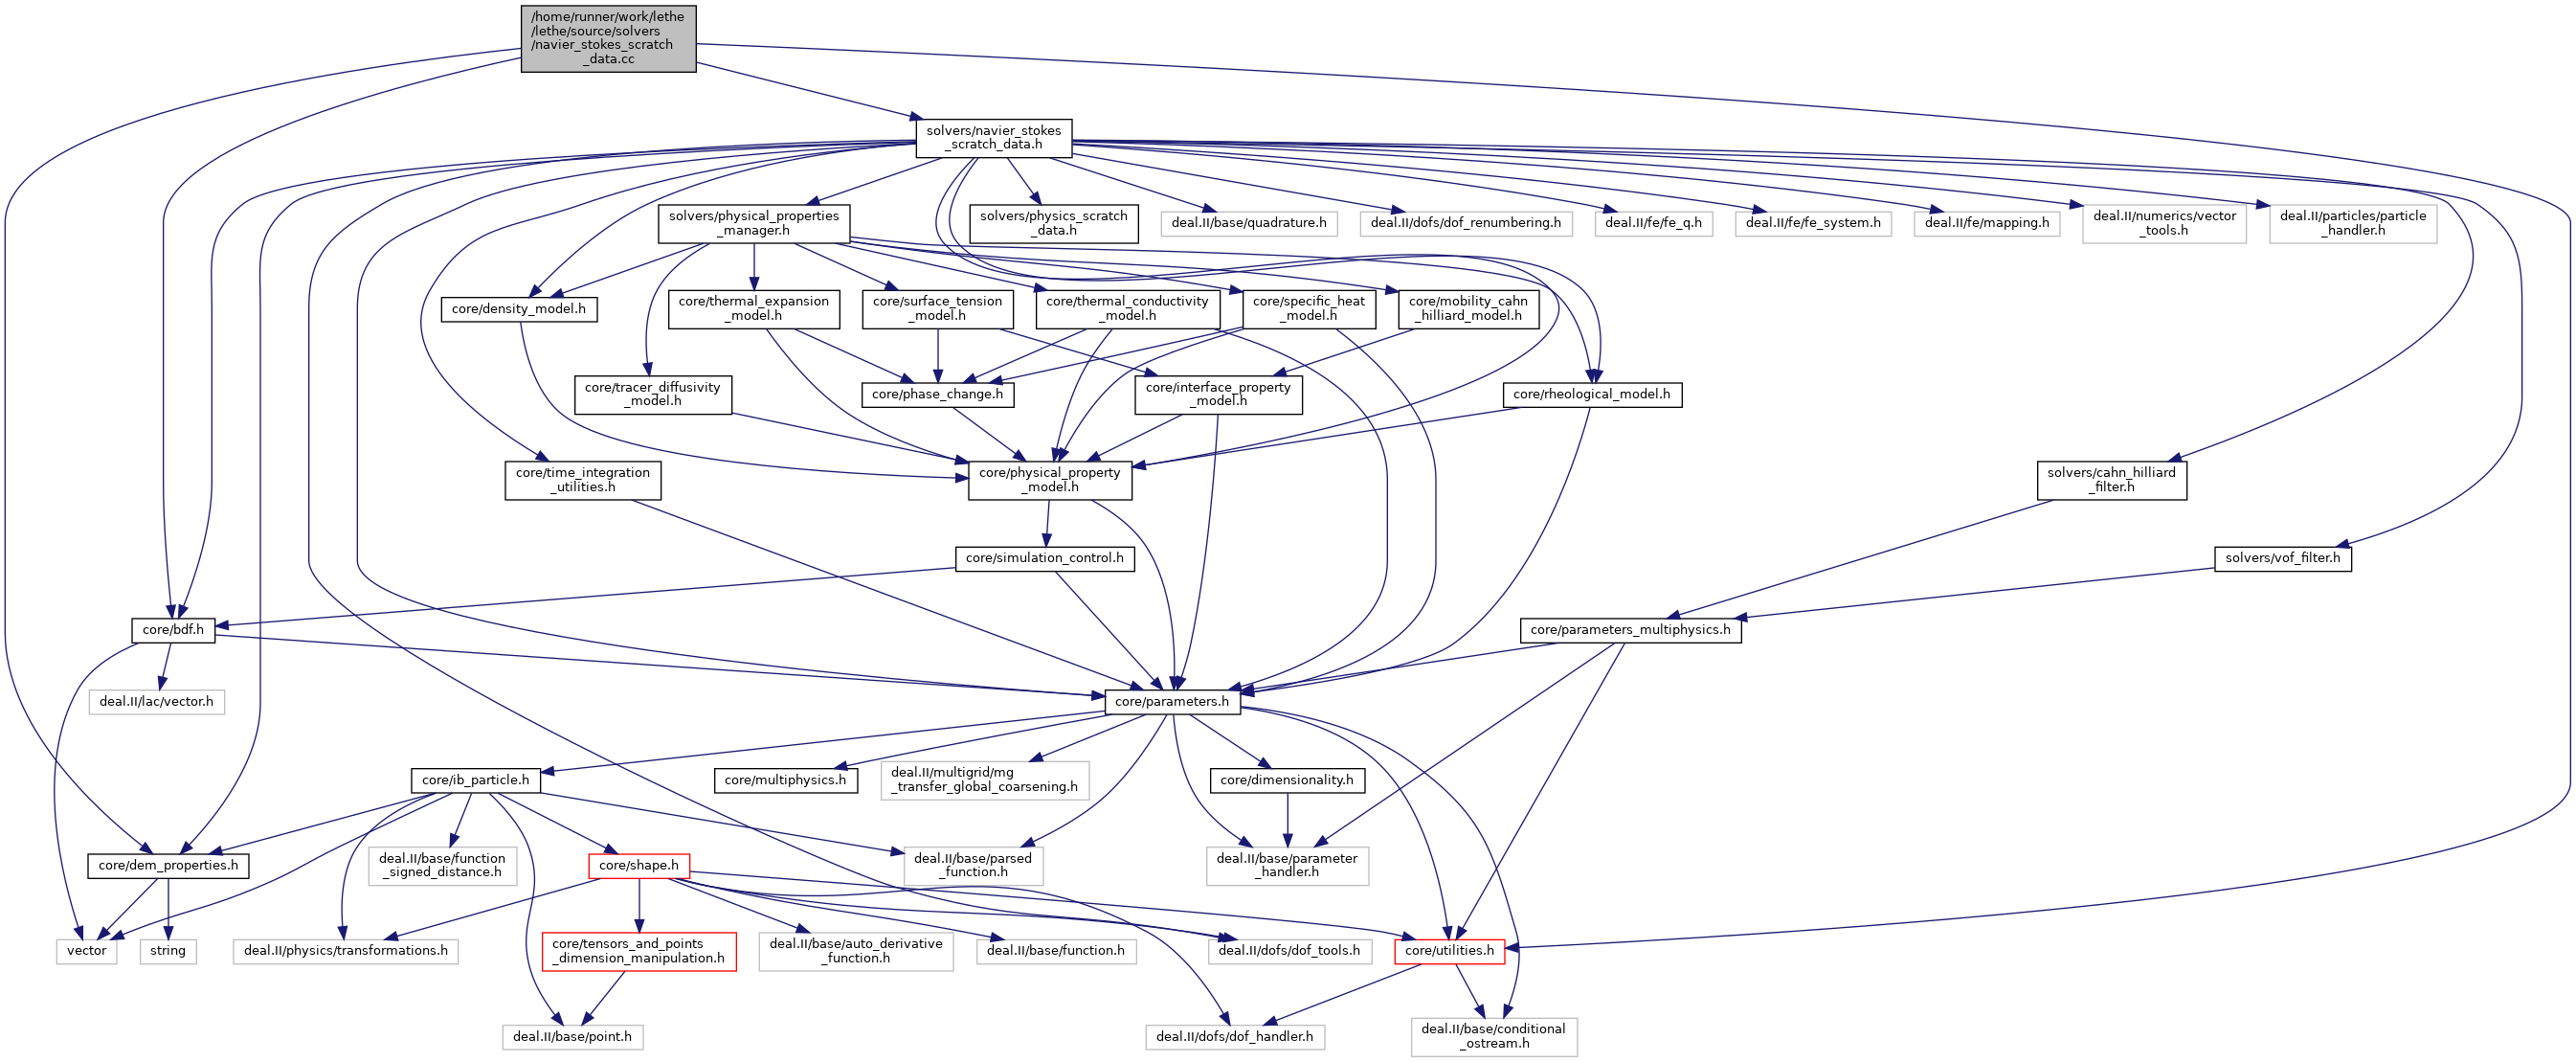 /home/runner/work/lethe
/lethe/source/solvers
/navier_stokes_scratch
_data.cc
solvers/navier_stokes
_scratch_data.h
solvers/physical_properties
_manager.h
solvers/physics_scratch
_data.h
deal.II/base/quadrature.h
deal.II/dofs/dof_renumbering.h
deal.II/fe/fe_q.h
deal.II/fe/fe_system.h
deal.II/fe/mapping.h
deal.II/numerics/vector
_tools.h
deal.II/particles/particle
_handler.h
core/density_model.h
core/thermal_expansion
_model.h
core/surface_tension
_model.h
core/thermal_conductivity
_model.h
core/specific_heat
_model.h
core/mobility_cahn
_hilliard_model.h
core/tracer_diffusivity
_model.h
core/phase_change.h
core/interface_property
_model.h
core/rheological_model.h
core/time_integration
_utilities.h
core/physical_property
_model.h
solvers/cahn_hilliard
_filter.h
core/simulation_control.h
solvers/vof_filter.h
core/bdf.h
core/parameters_multiphysics.h
deal.II/lac/vector.h
core/parameters.h
core/ib_particle.h
core/multiphysics.h
deal.II/multigrid/mg
_transfer_global_coarsening.h
core/dimensionality.h
core/dem_properties.h
deal.II/base/function
_signed_distance.h
core/shape.h
deal.II/base/parsed
_function.h
deal.II/base/parameter
_handler.h
vector
string
deal.II/physics/transformations.h
core/tensors_and_points
_dimension_manipulation.h
deal.II/base/auto_derivative
_function.h
deal.II/base/function.h
deal.II/dofs/dof_tools.h
core/utilities.h
deal.II/base/point.h
deal.II/dofs/dof_handler.h
deal.II/base/conditional
_ostream.h